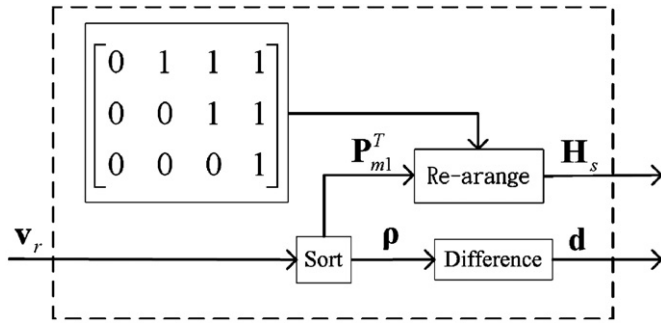 0 1 1 1
0 0 1 1
0 0 0 1
P_{m1}^T
Re-arange
H_s
v_r
Sort
ρ
Difference
d